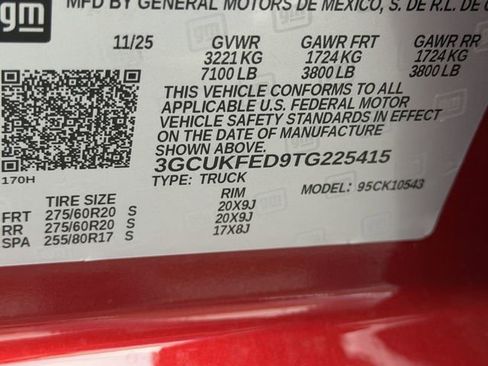 gm
MFD BY GENERAL MOTORS DE MEXICO, S. DE R.L. DE
11/25 GVWR GAWR FRT GAWR RR
3221 KG 1724 KG 1724 KG
7100 LB 3800 LB 3800 LB
THIS VEHICLE CONFORMS TO ALL
APPLICABLE U.S. FEDERAL MOTOR
VEHICLE SAFETY STANDARDS IN EFFECT
ON THE DATE OF MANUFACTURE
SHOWN ABOVE.
3GCUKFED9TG225415
170H TYPE: TRUCK MODEL: 95CK10543
TIRE SIZE RIM
FRT 275/60R20 S 20X9J
RR 275/60R20 S 20X9J
SPA 255/80R17 S 17X8J